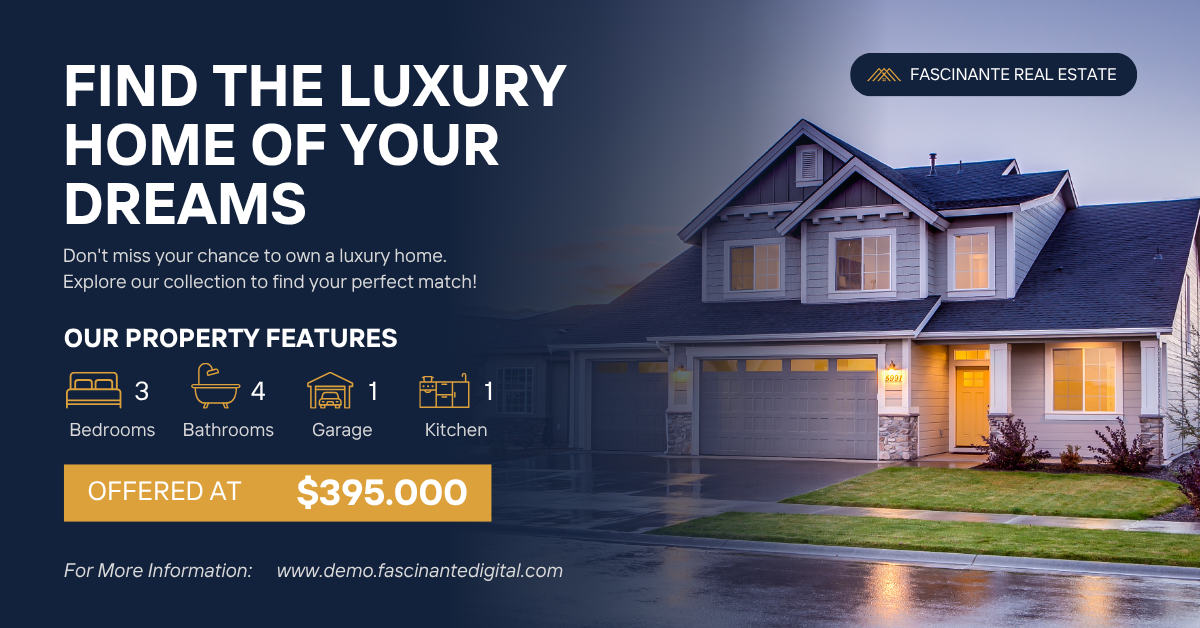 FASCINANTE REAL ESTATE
FIND THE LUXURY
HOME OF YOUR
DREAMS
Don't miss your chance to own a luxury home.
Explore our collection to find your perfect match!
OUR PROPERTY FEATURES
3 4 1 1
Bedrooms Bathrooms Garage Kitchen
OFFERED AT $395.000
For More Information: www.demo.fascinantedigital.com